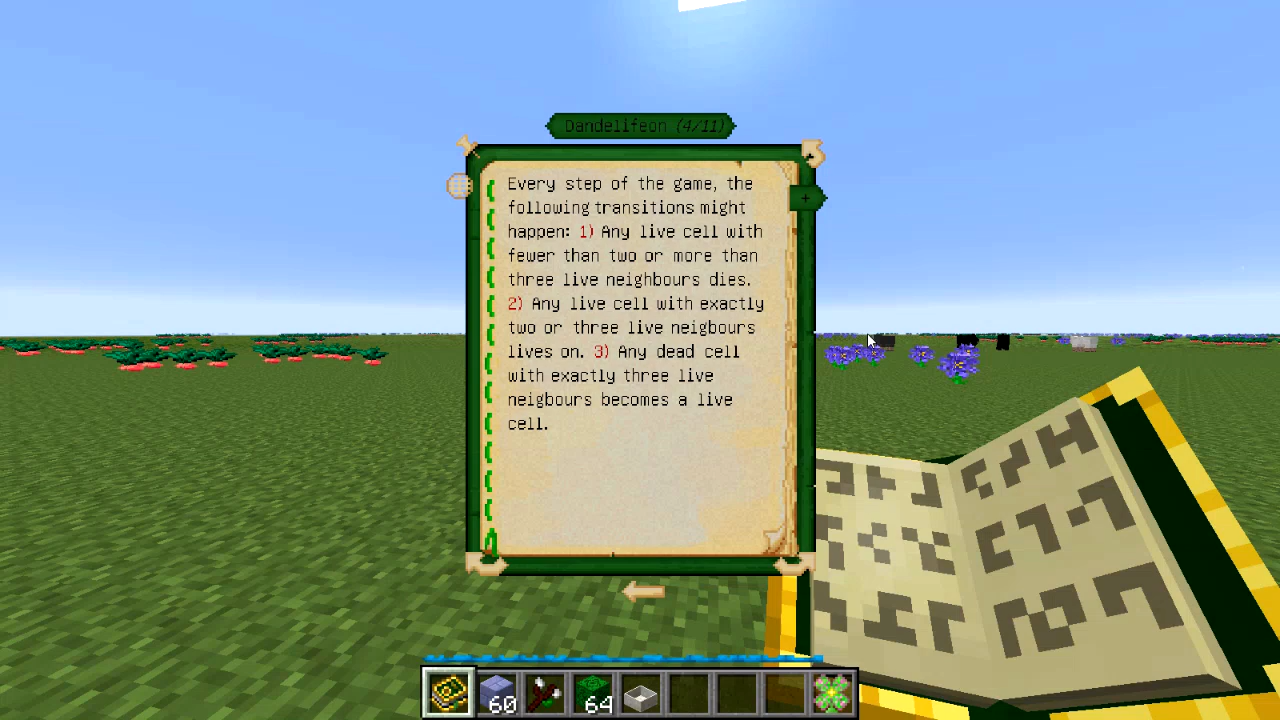 Dandelifeon (4/11)
Every step of the game, the
following transitions might
happen: 1) Any live cell with
fewer than two or more than
three live neighbours dies.
2) Any live cell with exactly
two or three live neigbours
lives on. 3) Any dead cell
with exactly three live
neigbours becomes a live
cell.
+
60
64